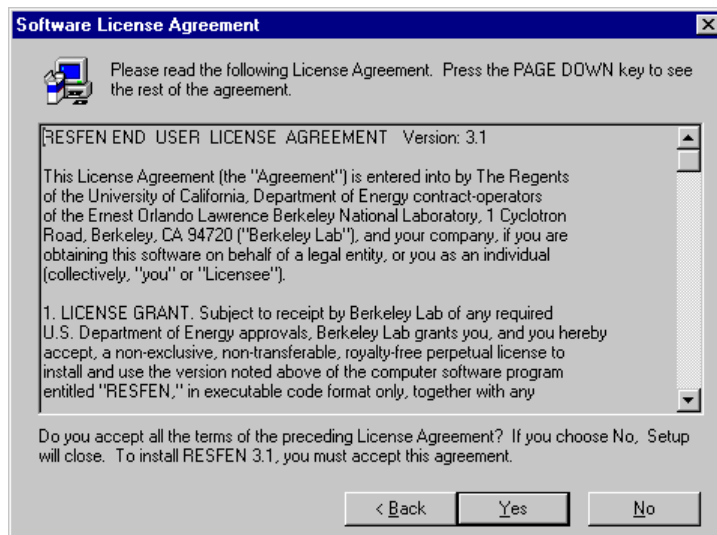 Software License Agreement
Please read the following License Agreement. Press the PAGE DOWN key to see
the rest of the agreement.
RESFEN END USER LICENSE AGREEMENT Version: 3.1
This License Agreement (the "Agreement") is entered into by The Regents
of the University of California, Department of Energy contract-operators
of the Ernest Orlando Lawrence Berkeley National Laboratory, 1 Cyclotron
Road, Berkeley, CA 94720 ("Berkeley Lab"), and your company, if you are
obtaining this software on behalf of a legal entity, or you as an individual
(collectively, "you" or "Licensee").
1. LICENSE GRANT. Subject to receipt by Berkeley Lab of any required
U.S. Department of Energy approvals, Berkeley Lab grants you, and you hereby
accept, a non-exclusive, non-transferable, royalty-free perpetual license to
install and use the version noted above of the computer software program
entitled "RESFEN," in executable code format only, together with any
Do you accept all the terms of the preceding License Agreement? If you choose No, Setup
will close. To install RESFEN 3.1, you must accept this agreement.
< Back Yes No